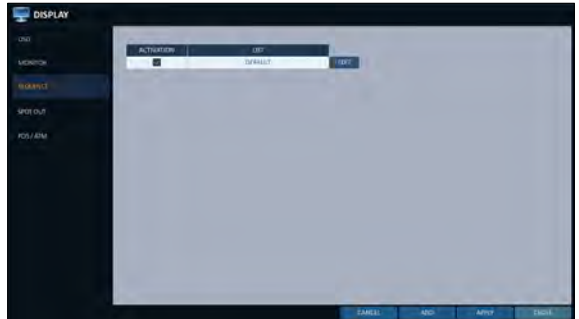 DISPLAY
OSD
MONITOR
SEQUENCE
SPOT OUT
POS / ATM
ACTIVATION LIST
DEFAULT EDIT
CANCEL ADD APPLY CLOSE